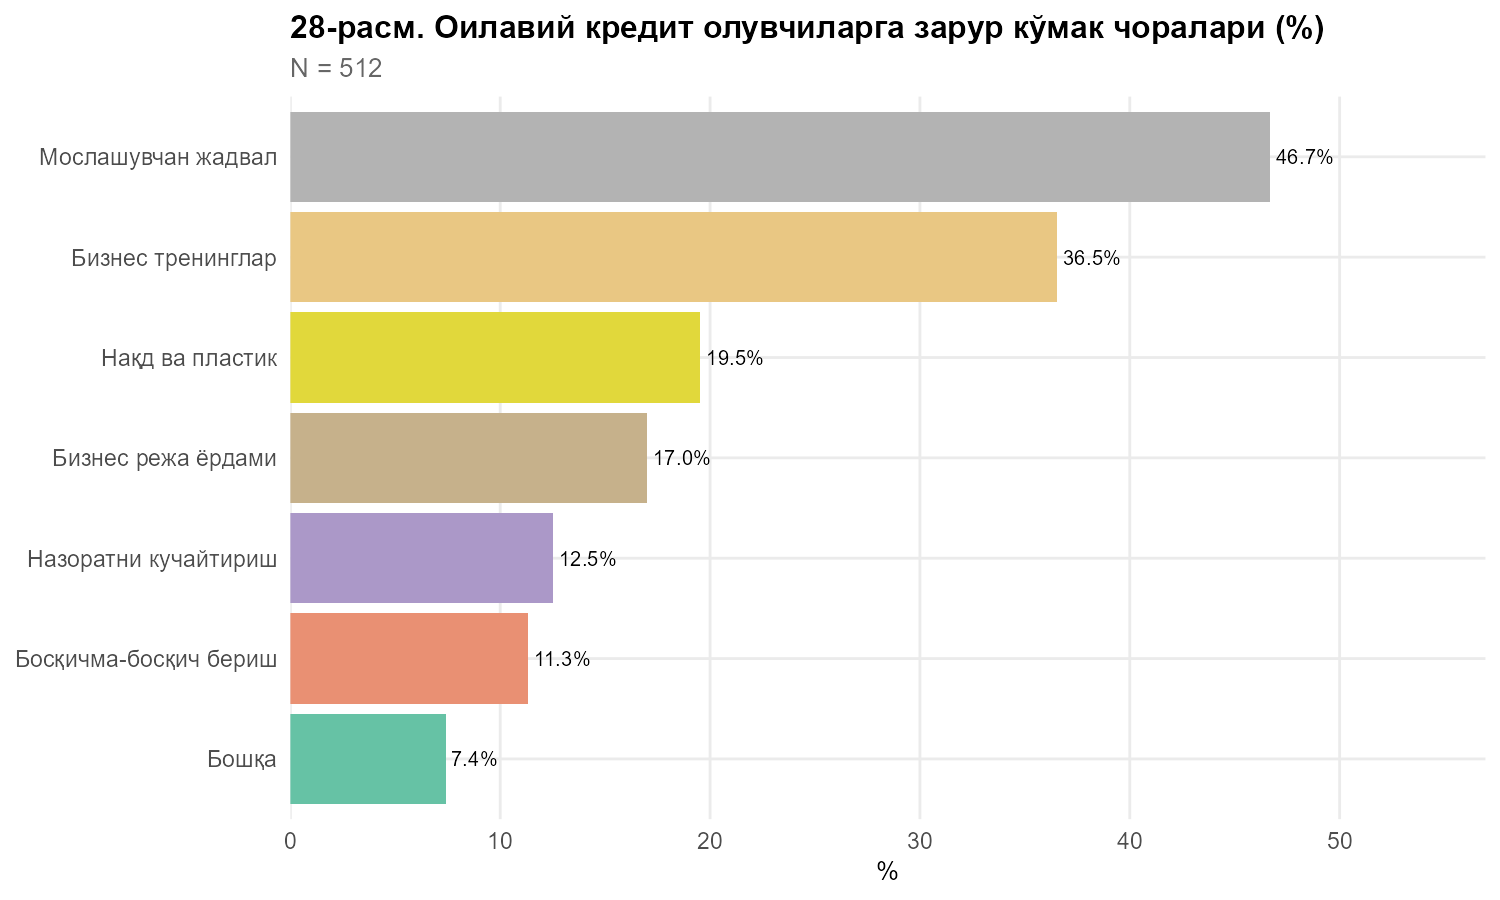 28-расм. Оилавий кредит олувчиларга зарур кўмак чоралари (%)
N = 512
Мослашувчан жадвал 46.7%
Бизнес тренинглар 36.5%
Нақд ва пластик 19.5%
Бизнес режа ёрдами 17.0%
Назоратни кучайтириш 12.5%
Босқичма-босқич бериш 11.3%
Бошқа 7.4%
0 10 20 30 40 50
%